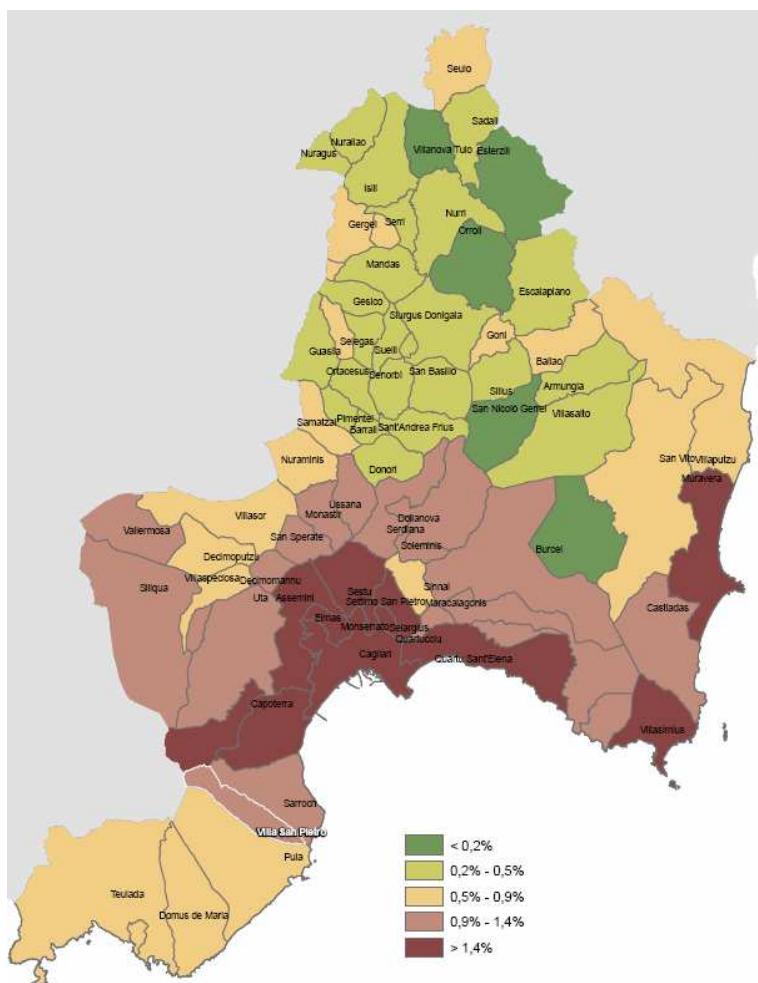 Seulo
Sadali
Nurallao
Villanova Tulo
Esterzili
Nuragus
Isili
Nurri
Gergei
Serri
Orroli
Mandas
Escalaplano
Gesico
Siurgus Donigala
Goni
Selegas
Suelli
Guasila
Ballao
Ortacesus
Senorbì
San Basilio
Silius
Armungia
San Nicolò Gerrei
Villasalto
Samatzai
Pimentel
Barrali
Sant'Andrea Frius
San Vito
Villaputzu
Nuraminis
Donori
Muravera
Ussana
Villasor
Monastir
Dolianova
Vallermosa
Serdiana
San Sperate
Soleminis
Burcei
Decimoputzu
Villaspeciosa
Decimomannu
Siliqua
Sinnai
Uta
Assemini
Sestu
Settimo San Pietro
Maracalagonis
Castiadas
Elmas
Monserrato
Selargius
Quartucciu
Cagliari
Quartu Sant'Elena
Capoterra
Villasimius
Sarroch
Villa San Pietro
Pula
Teulada
Domus de Maria
< 0,2%
0,2% - 0,5%
0,5% - 0,9%
0,9% - 1,4%
> 1,4%